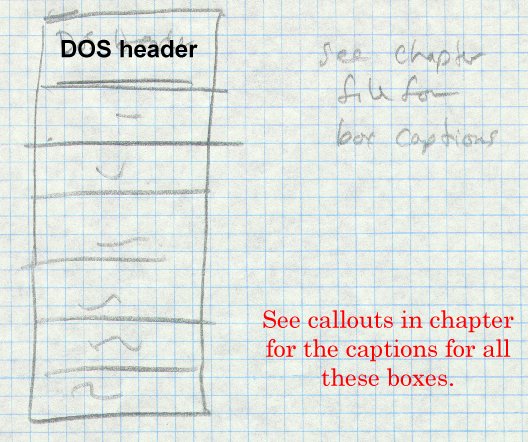 DOS header
see chapter
file for
box captions
See callouts in chapter
for the captions for all
these boxes.